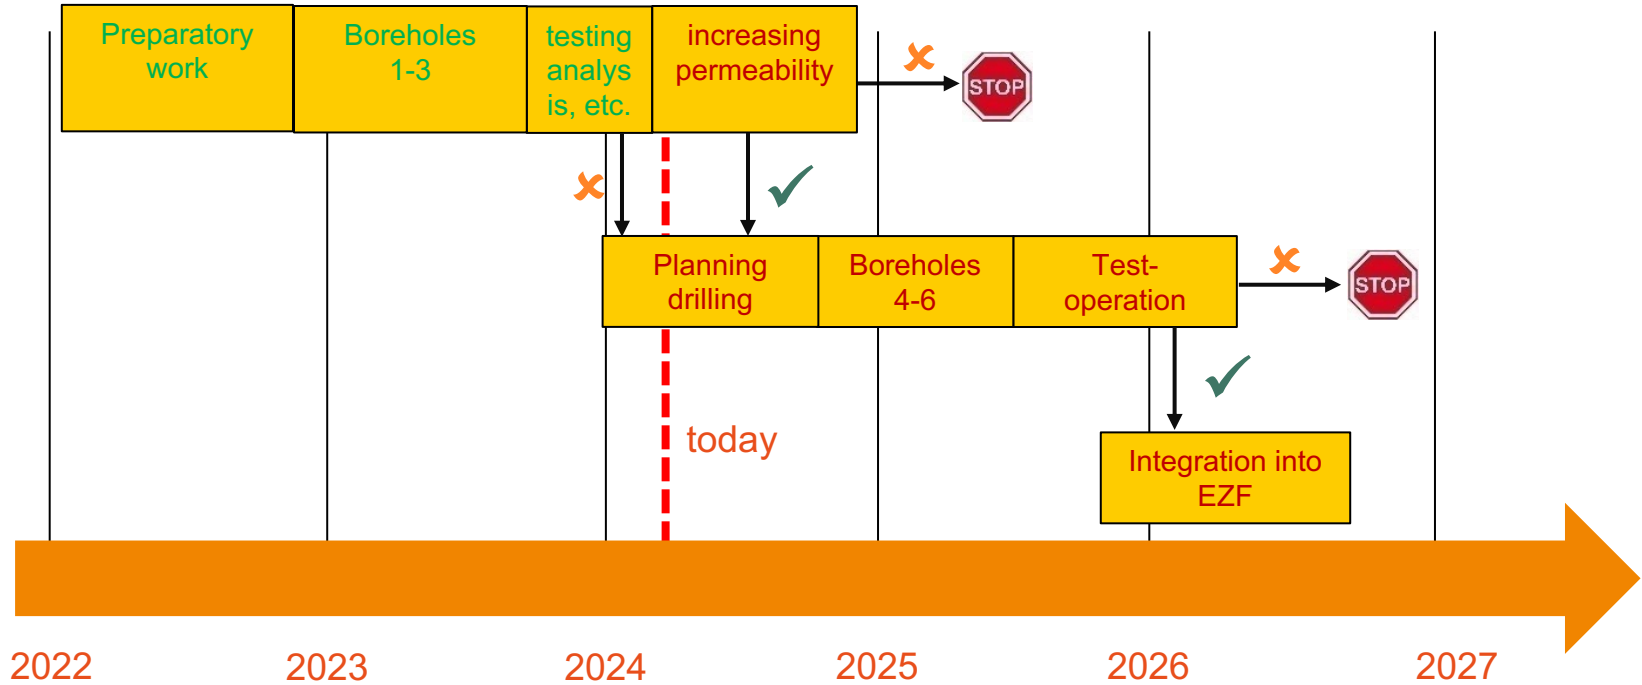 Preparatory
work
Boreholes
1-3
testing
analys
is, etc.
increasing
permeability
STOP
Planning
drilling
Boreholes
4-6
Test-
operation
STOP
today
Integration into
EZF
2022
2023
2024
2025
2026
2027